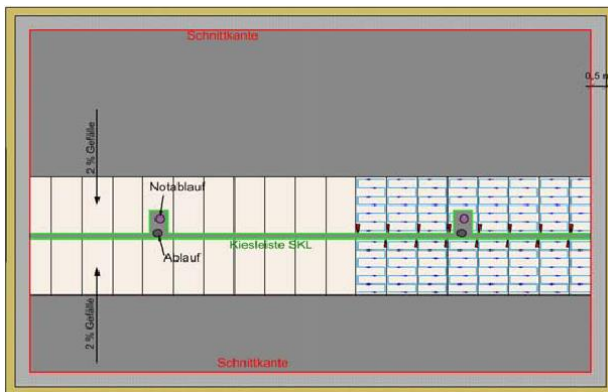 Schnittkante
0,5 m
2 % Gefälle
Notablauf
Kiesleiste SKL
Ablauf
2 % Gefälle
Schnittkante